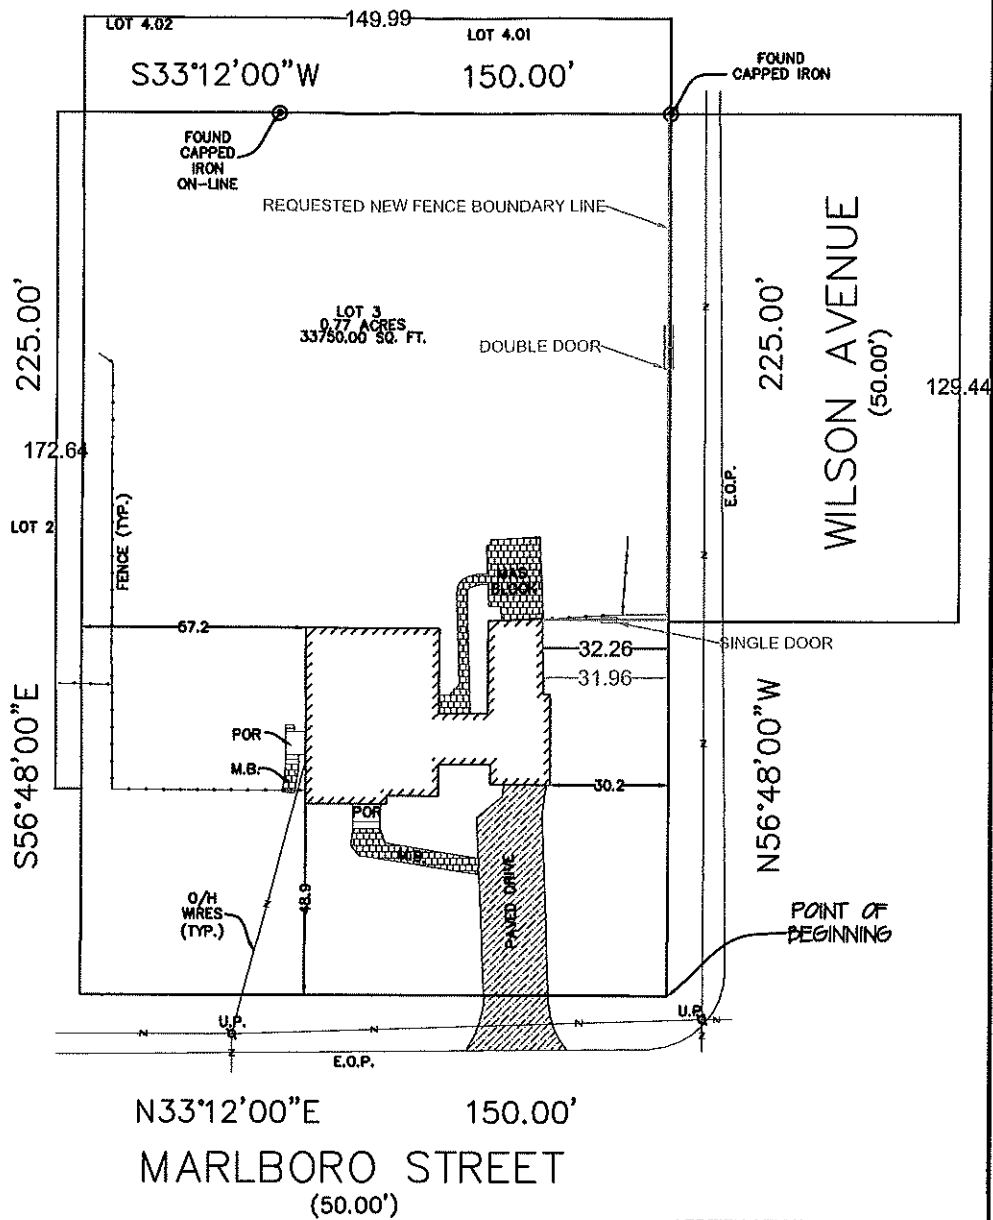 149.99
LOT 4.02
LOT 4.01
S33°12'00"W 150.00'
FOUND
CAPPED IRON
FOUND
CAPPED
IRON
ON-LINE
REQUESTED NEW FENCE BOUNDARY LINE
LOT 3
0.77 ACRES
33750.00 SQ. FT.
DOUBLE DOOR
225.00'
225.00'
WILSON AVENUE
(50.00')
129.44
172.64
LOT 2
FENCE (TYP.)
E.O.P.
MAS.
BLOCK
67.2
32.26
SINGLE DOOR
31.96
S56°48'00"E
N56°48'00"W
POR
M.B.
30.2
POR
M.B.
PAVED DRIVE
48.9
O/H
WIRES
(TYP.)
POINT OF
BEGINNING
U.P.
U.P.
E.O.P.
N33°12'00"E 150.00'
MARLBORO STREET
(50.00')